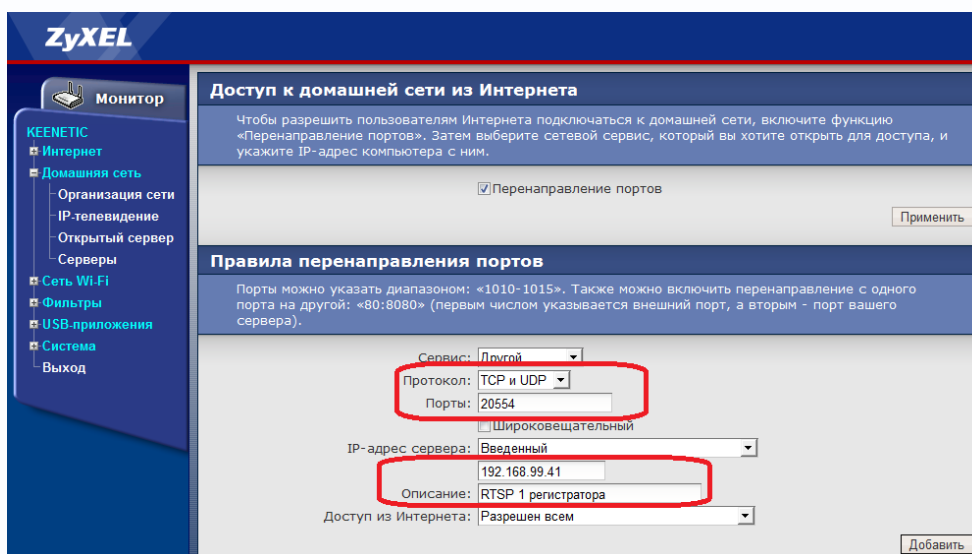 ZyXEL
Монитор
KEENETIC
Интернет
Домашняя сеть
Организация сети
IP-телевидение
Открытый сервер
Серверы
Сеть Wi-Fi
Фильтры
USB-приложения
Система
Выход
Доступ к домашней сети из Интернета
Чтобы разрешить пользователям Интернета подключаться к домашней сети, включите функцию
«Перенаправление портов». Затем выберите сетевой сервис, который вы хотите открыть для доступа, и
укажите IP-адрес компьютера с ним.
Перенаправление портов
Применить
Правила перенаправления портов
Порты можно указать диапазоном: «1010-1015». Также можно включить перенаправление с одного
порта на другой: «80:8080» (первым числом указывается внешний порт, а вторым - порт вашего
сервера).
Сервис: Другой
Протокол: TCP и UDP
Порты: 20554
Широковещательный
IP-адрес сервера: Введенный
192.168.99.41
Описание: RTSP 1 регистратора
Доступ из Интернета: Разрешен всем
Добавить